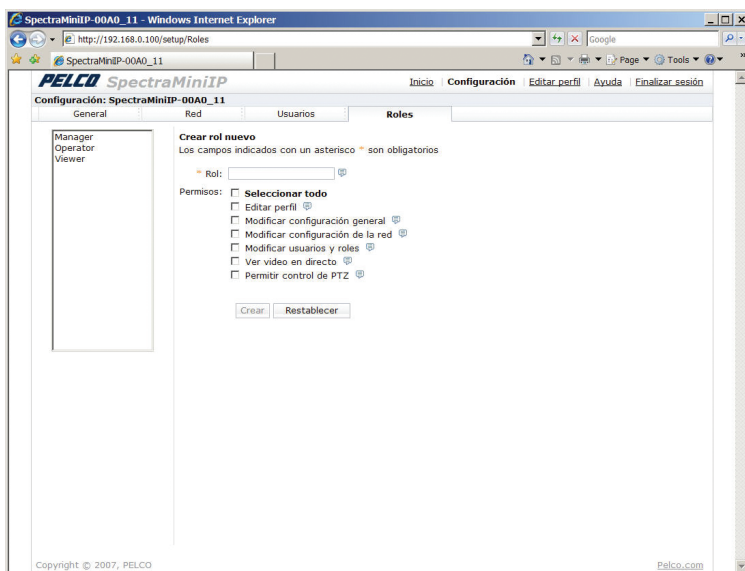 SpectraMiniIP-00A0_11 - Windows Internet Explorer
http://192.168.0.100/setup/Roles
Google
SpectraMiniIP-00A0_11
Page Tools
PELCO SpectraMiniIP
Inicio Configuración Editar perfil Ayuda Finalizar sesión
Configuración: SpectraMiniIP-00A0_11
General Red Usuarios Roles
Manager
Operator
Viewer
Crear rol nuevo
Los campos indicados con un asterisco * son obligatorios
* Rol:
Permisos: Seleccionar todo
Editar perfil
Modificar configuración general
Modificar configuración de la red
Modificar usuarios y roles
Ver video en directo
Permitir control de PTZ
Crear Restablecer
Copyright © 2007, PELCO Pelco.com